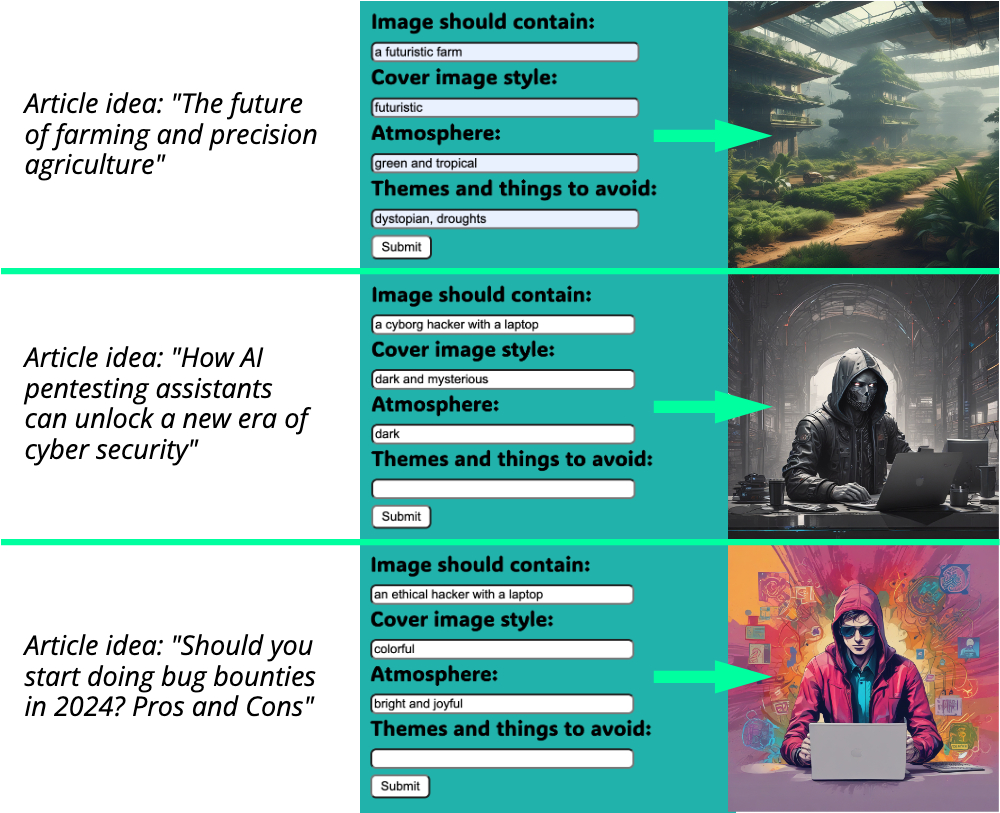 Article idea: "The future
of farming and precision
agriculture"
Image should contain:
a futuristic farm
Cover image style:
futuristic
Atmosphere:
green and tropical
Themes and things to avoid:
dystopian, droughts
Submit
Article idea: "How AI
pentesting assistants
can unlock a new era of
cyber security"
Image should contain:
a cyborg hacker with a laptop
Cover image style:
dark and mysterious
Atmosphere:
dark
Themes and things to avoid:
Submit
Article idea: "Should you
start doing bug bounties
in 2024? Pros and Cons"
Image should contain:
an ethical hacker with a laptop
Cover image style:
colorful
Atmosphere:
bright and joyful
Themes and things to avoid:
Submit